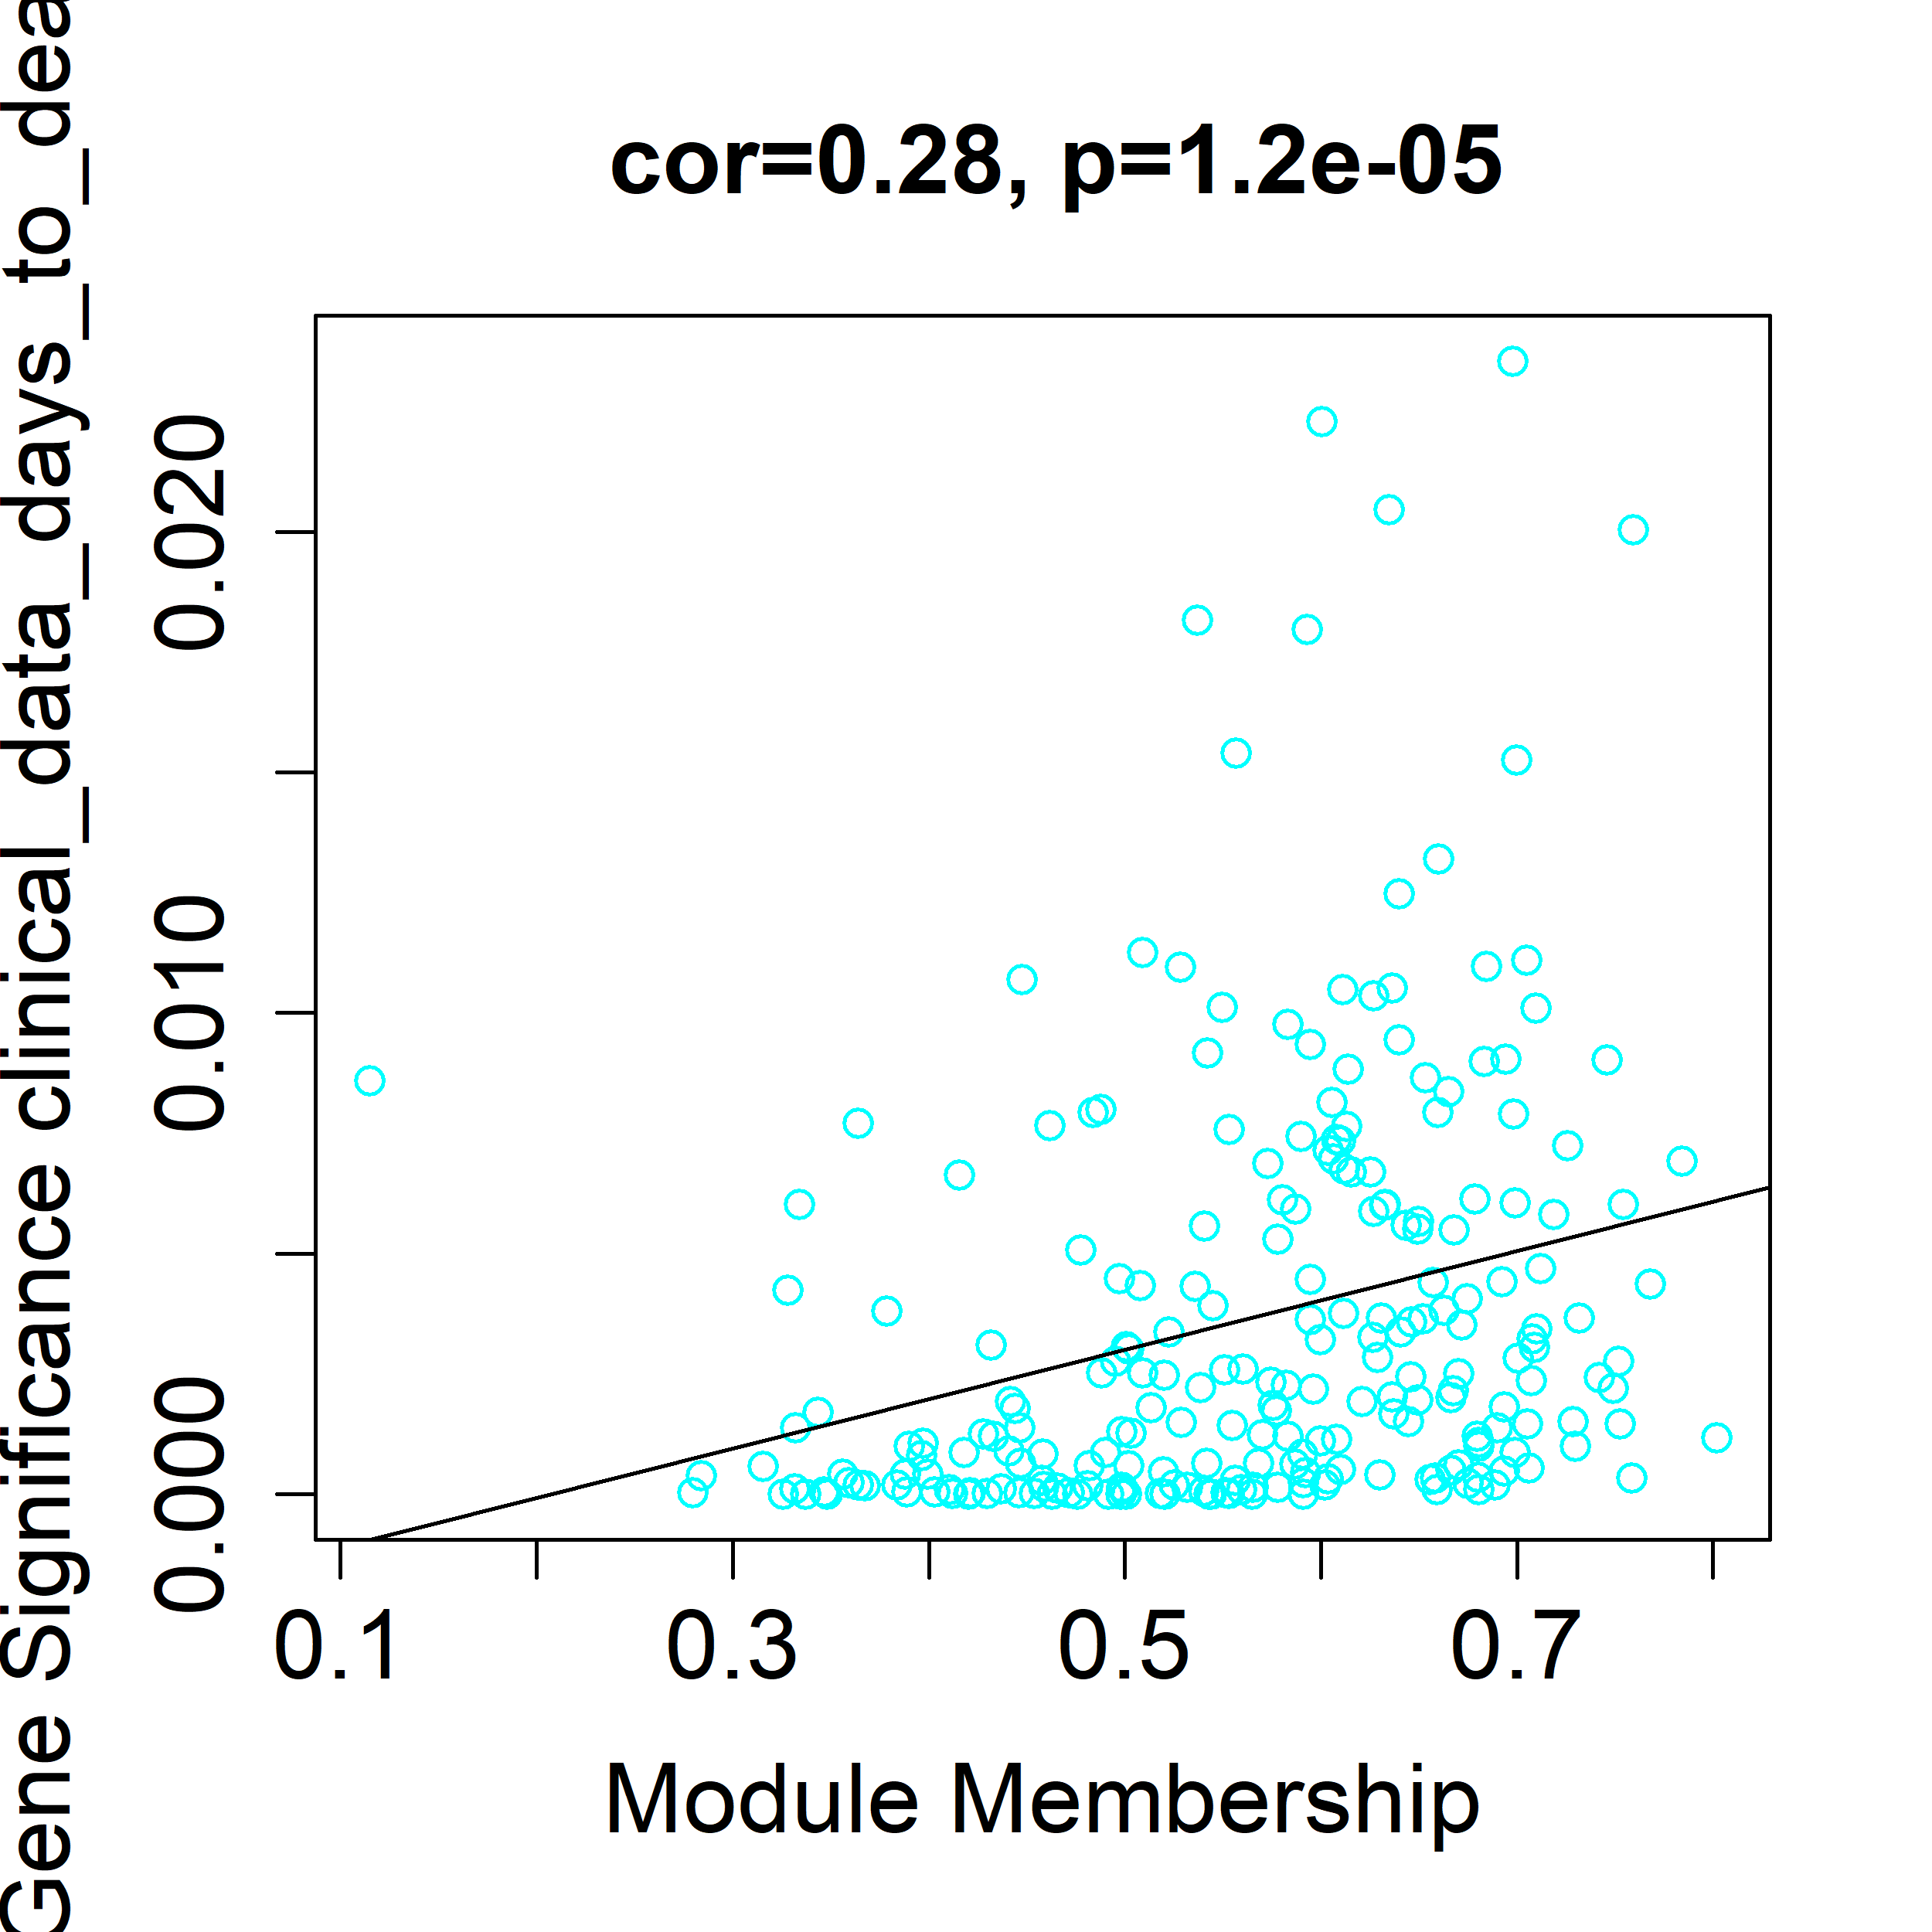 cor=0.28, p=1.2e-05
Gene Significance clinical_data_days_to_dea
0.020
0.010
0.000
0.1 0.3 0.5 0.7
Module Membership